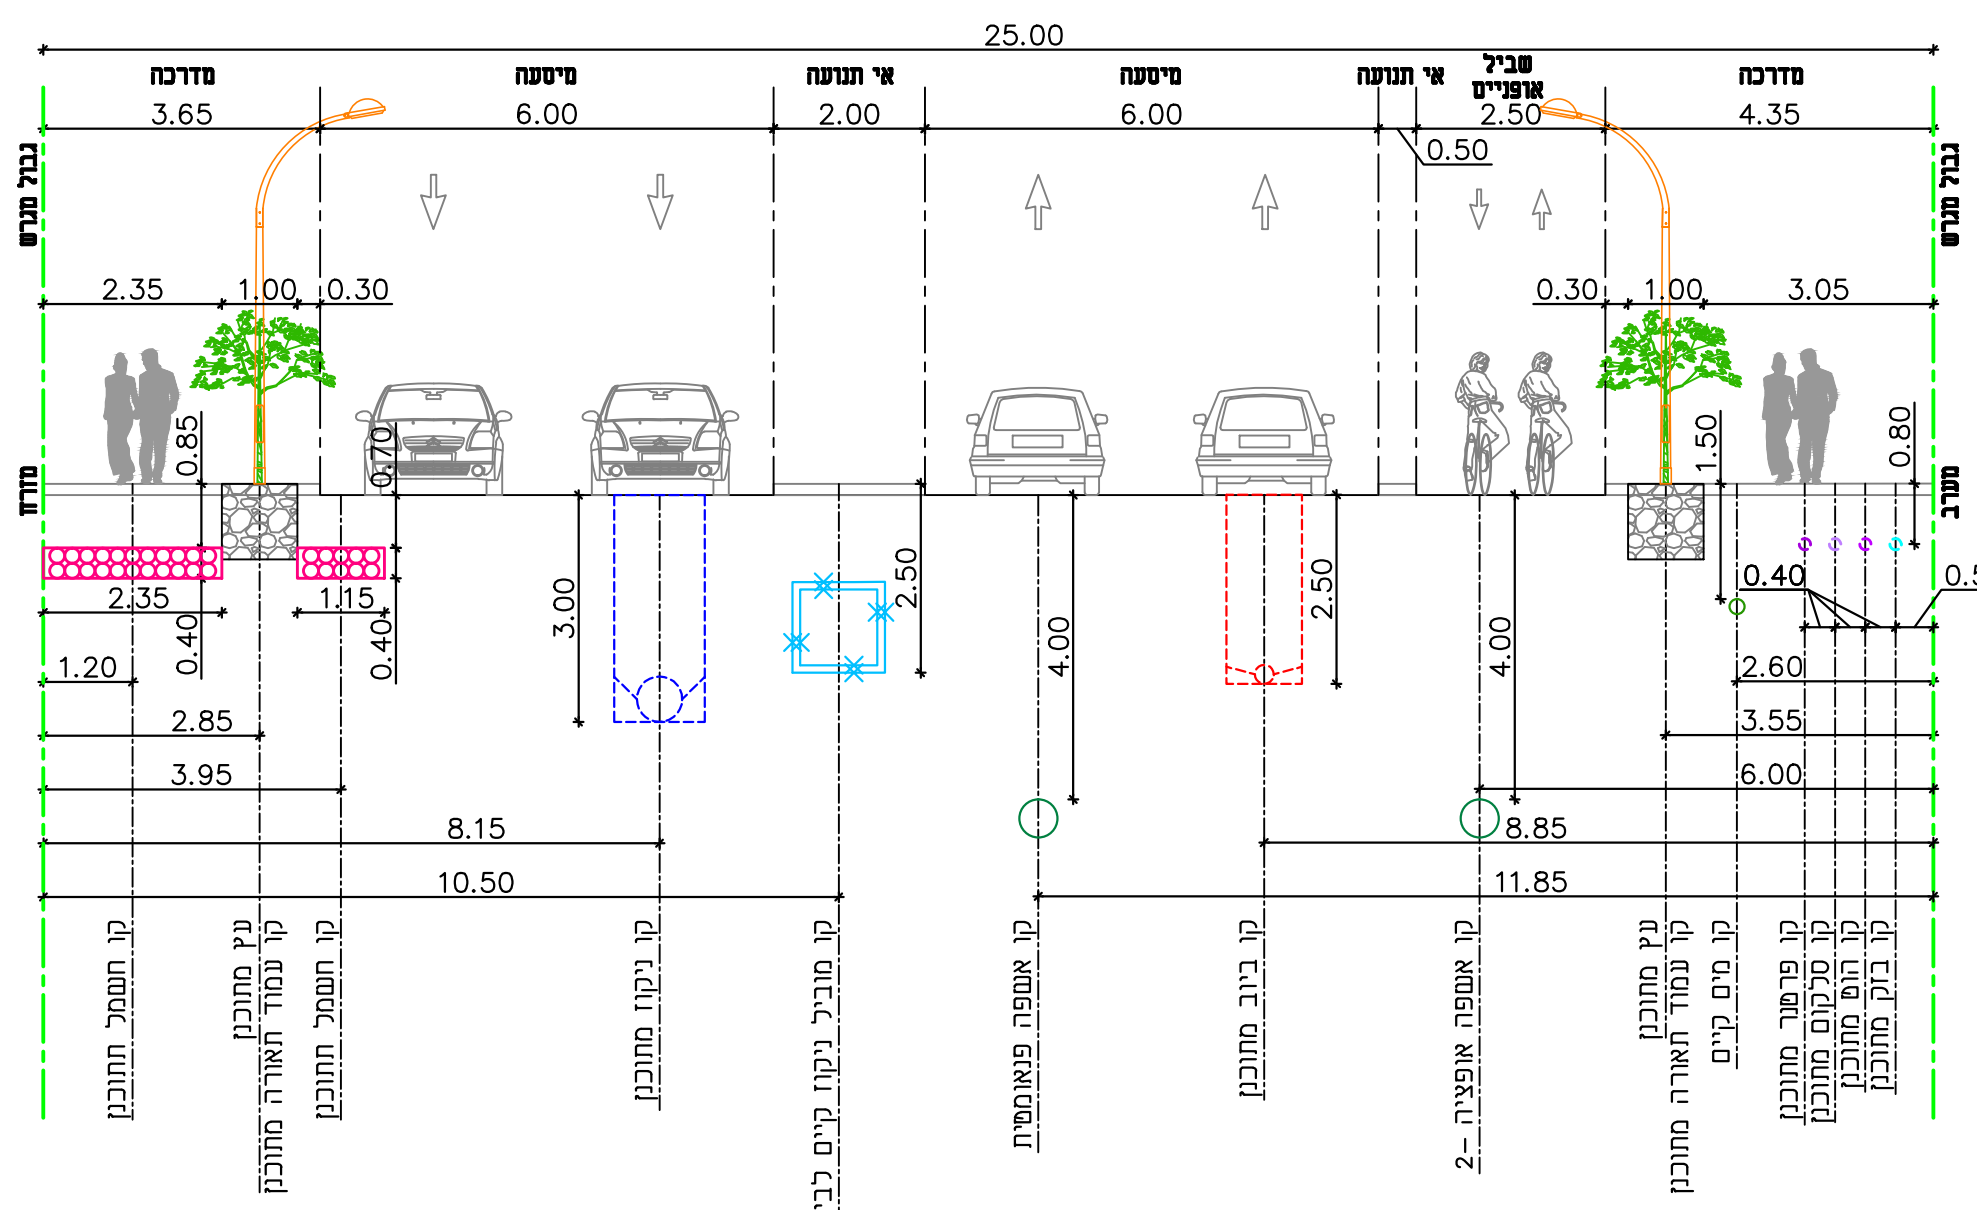 25.00
מדרכה
מיסעה
אי תנועה
מיסעה
אי תנועה
שביל
אופניים
מדרכה
3.65
6.00
2.00
6.00
2.50
4.35
0.50
גבול מגרש
גבול מגרש
2.35
1.00
0.30
0.30
1.00
3.05
0.85
0.70
1.50
0.80
מזרח
מערב
2.35
1.15
3.00
2.50
4.00
2.50
4.00
0.40
0.40
0.40
1.20
2.60
2.85
3.55
3.95
6.00
8.15
8.85
10.50
11.85
קו חשמל מתוכנן
עץ מתוכנן
קו עמוד תאורה מתוכנן
קו חשמל מתוכנן
קו ניקוז מתוכנן
קו מוביל ניקוז קיים לבי
קו אשפה פנאומטית
קו ביוב מתוכנן
קו אשפה אופציה -2
עץ מתוכנן
קו עמוד תאורה מתוכנן
קו מים קיים
קו פרטנר מתוכנן
קו סלקום מתוכנן
קו הוט מתוכנן
קו בזק מתוכנן